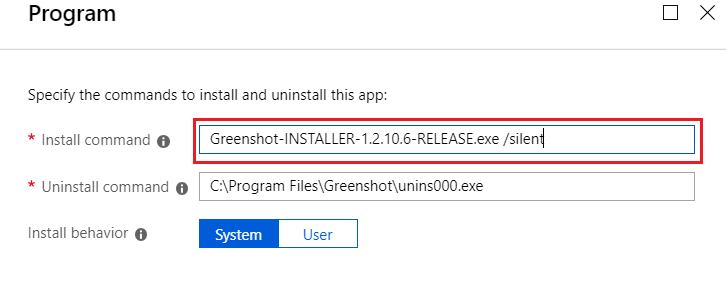 Program
Specify the commands to install and uninstall this app:
* Install command
Greenshot-INSTALLER-1.2.10.6-RELEASE.exe /silent
* Uninstall command
C:\Program Files\Greenshot\unins000.exe
Install behavior
System User